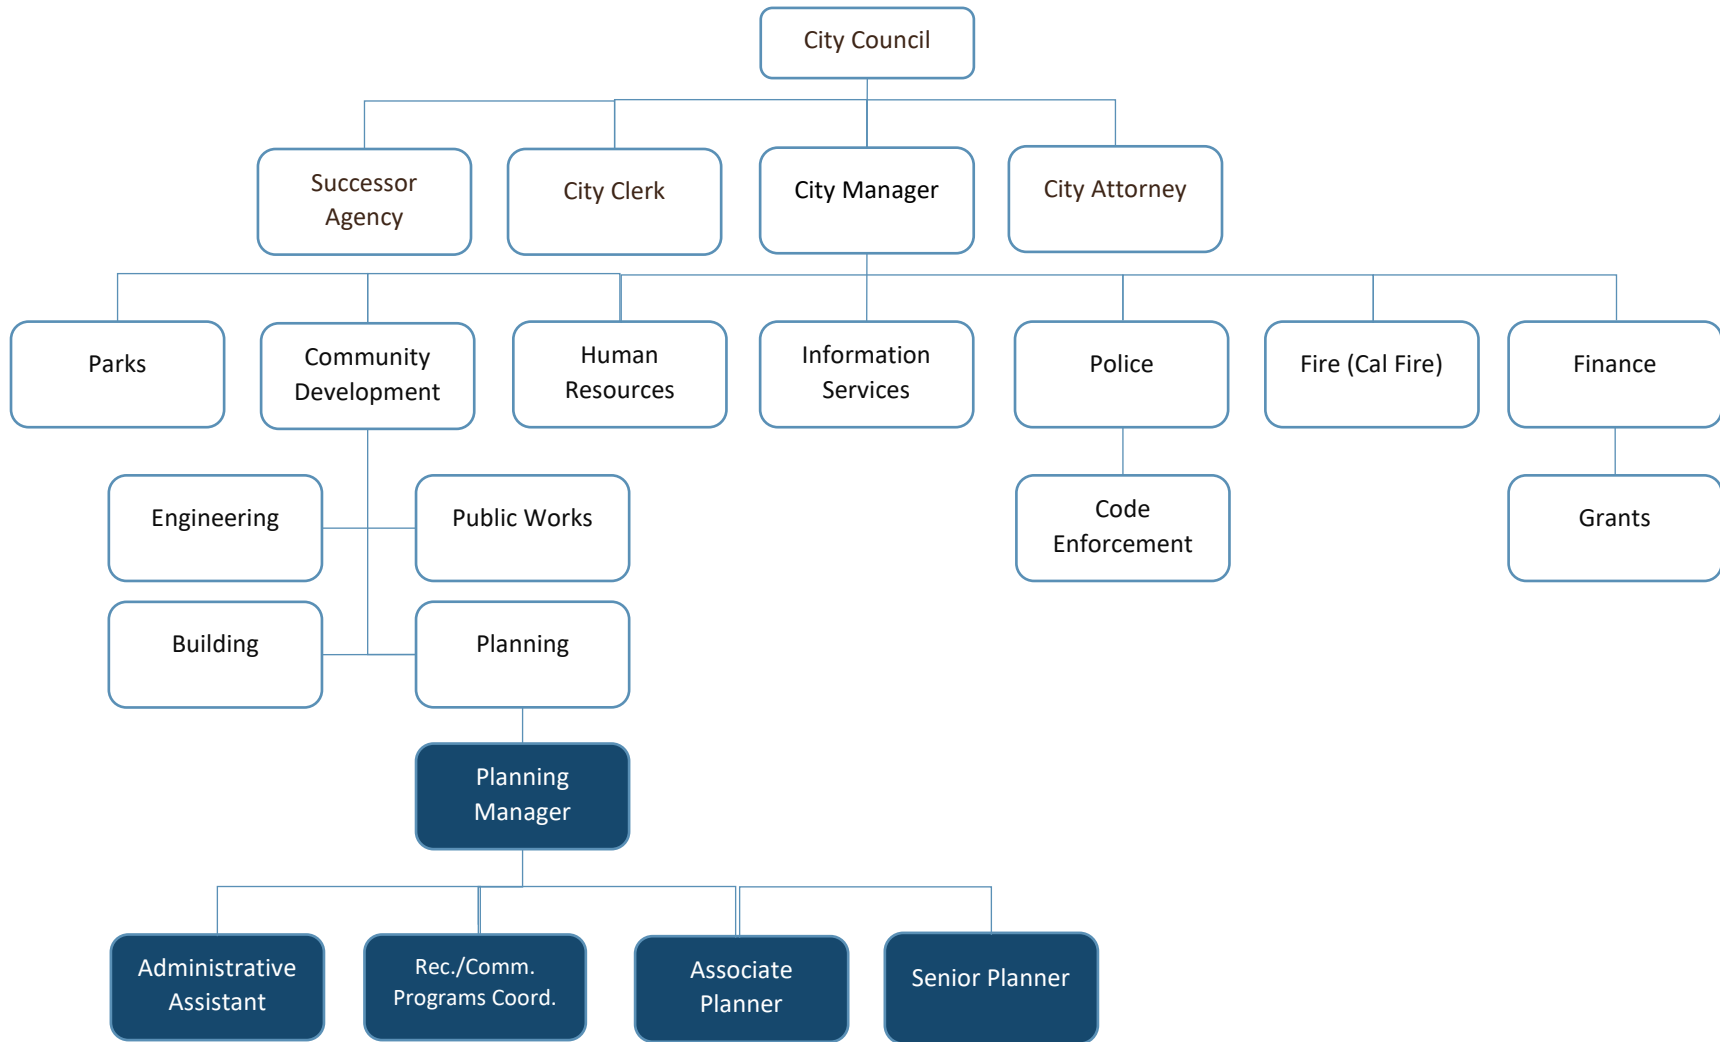 City Council
Successor
Agency
City Clerk
City Manager
City Attorney
Parks
Community
Development
Human
Resources
Information
Services
Police
Fire (Cal Fire)
Finance
Engineering
Public Works
Code
Enforcement
Grants
Building
Planning
Planning
Manager
Administrative
Assistant
Rec./Comm.
Programs Coord.
Associate
Planner
Senior Planner